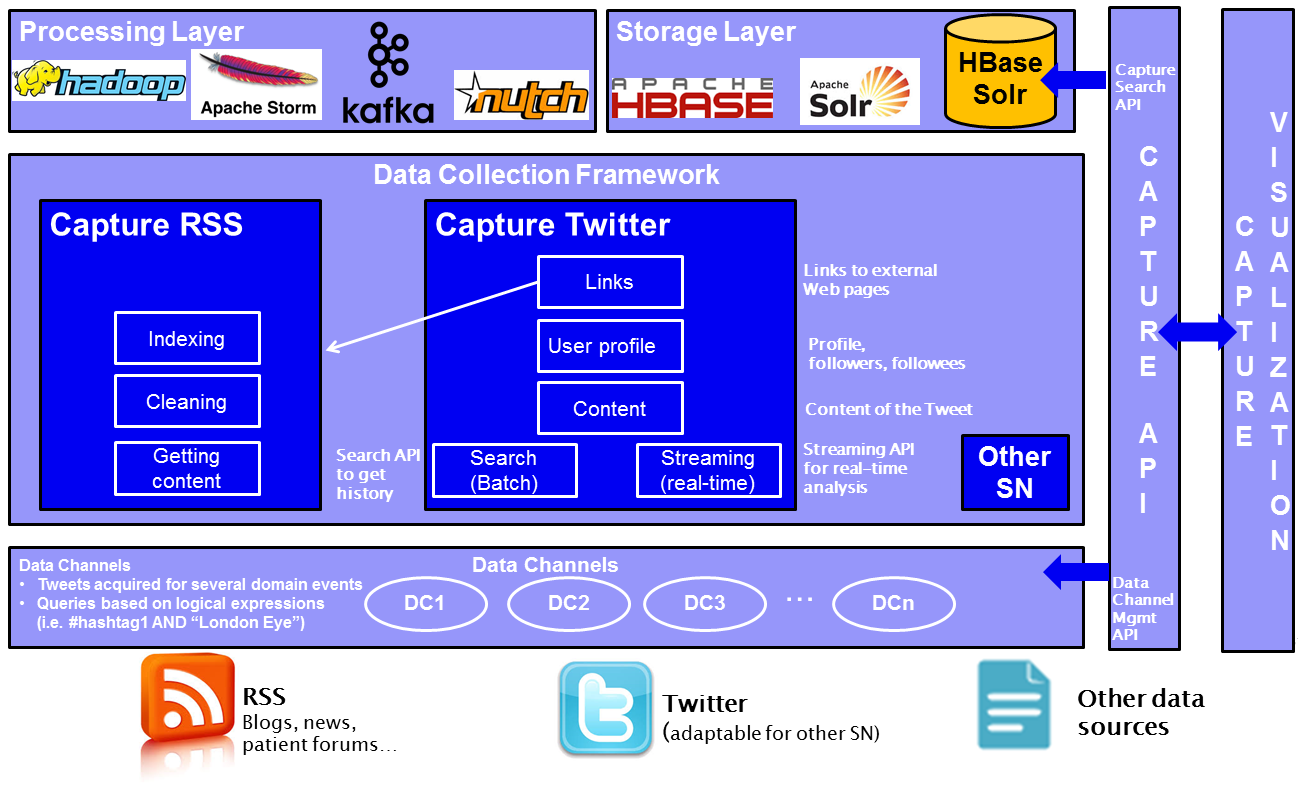 Processing Layer
hadoop
Apache Storm
kafka
nutch
Storage Layer
APACHE
HBASE
Apache
Solr
HBase
Solr
Capture
Search
API
CAPTURE API
Data
Channel
Mgmt
API
CAPTURE
VISUALIZATION
Data Collection Framework
Capture RSS
Indexing
Cleaning
Getting
content
Search API
to get
history
Capture Twitter
Links
User profile
Content
Search
(Batch)
Streaming
(real-time)
Links to external
Web pages
Profile,
followers, followees
Content of the Tweet
Streaming API
for real-time
analysis
Other
SN
Data Channels
• Tweets acquired for several domain events
• Queries based on logical expressions
(i.e. #hashtag1 AND “London Eye”)
Data Channels
DC1
DC2
DC3
...
DCn
RSS
Blogs, news,
patient forums…
Twitter
(adaptable for other SN)
Other data
sources